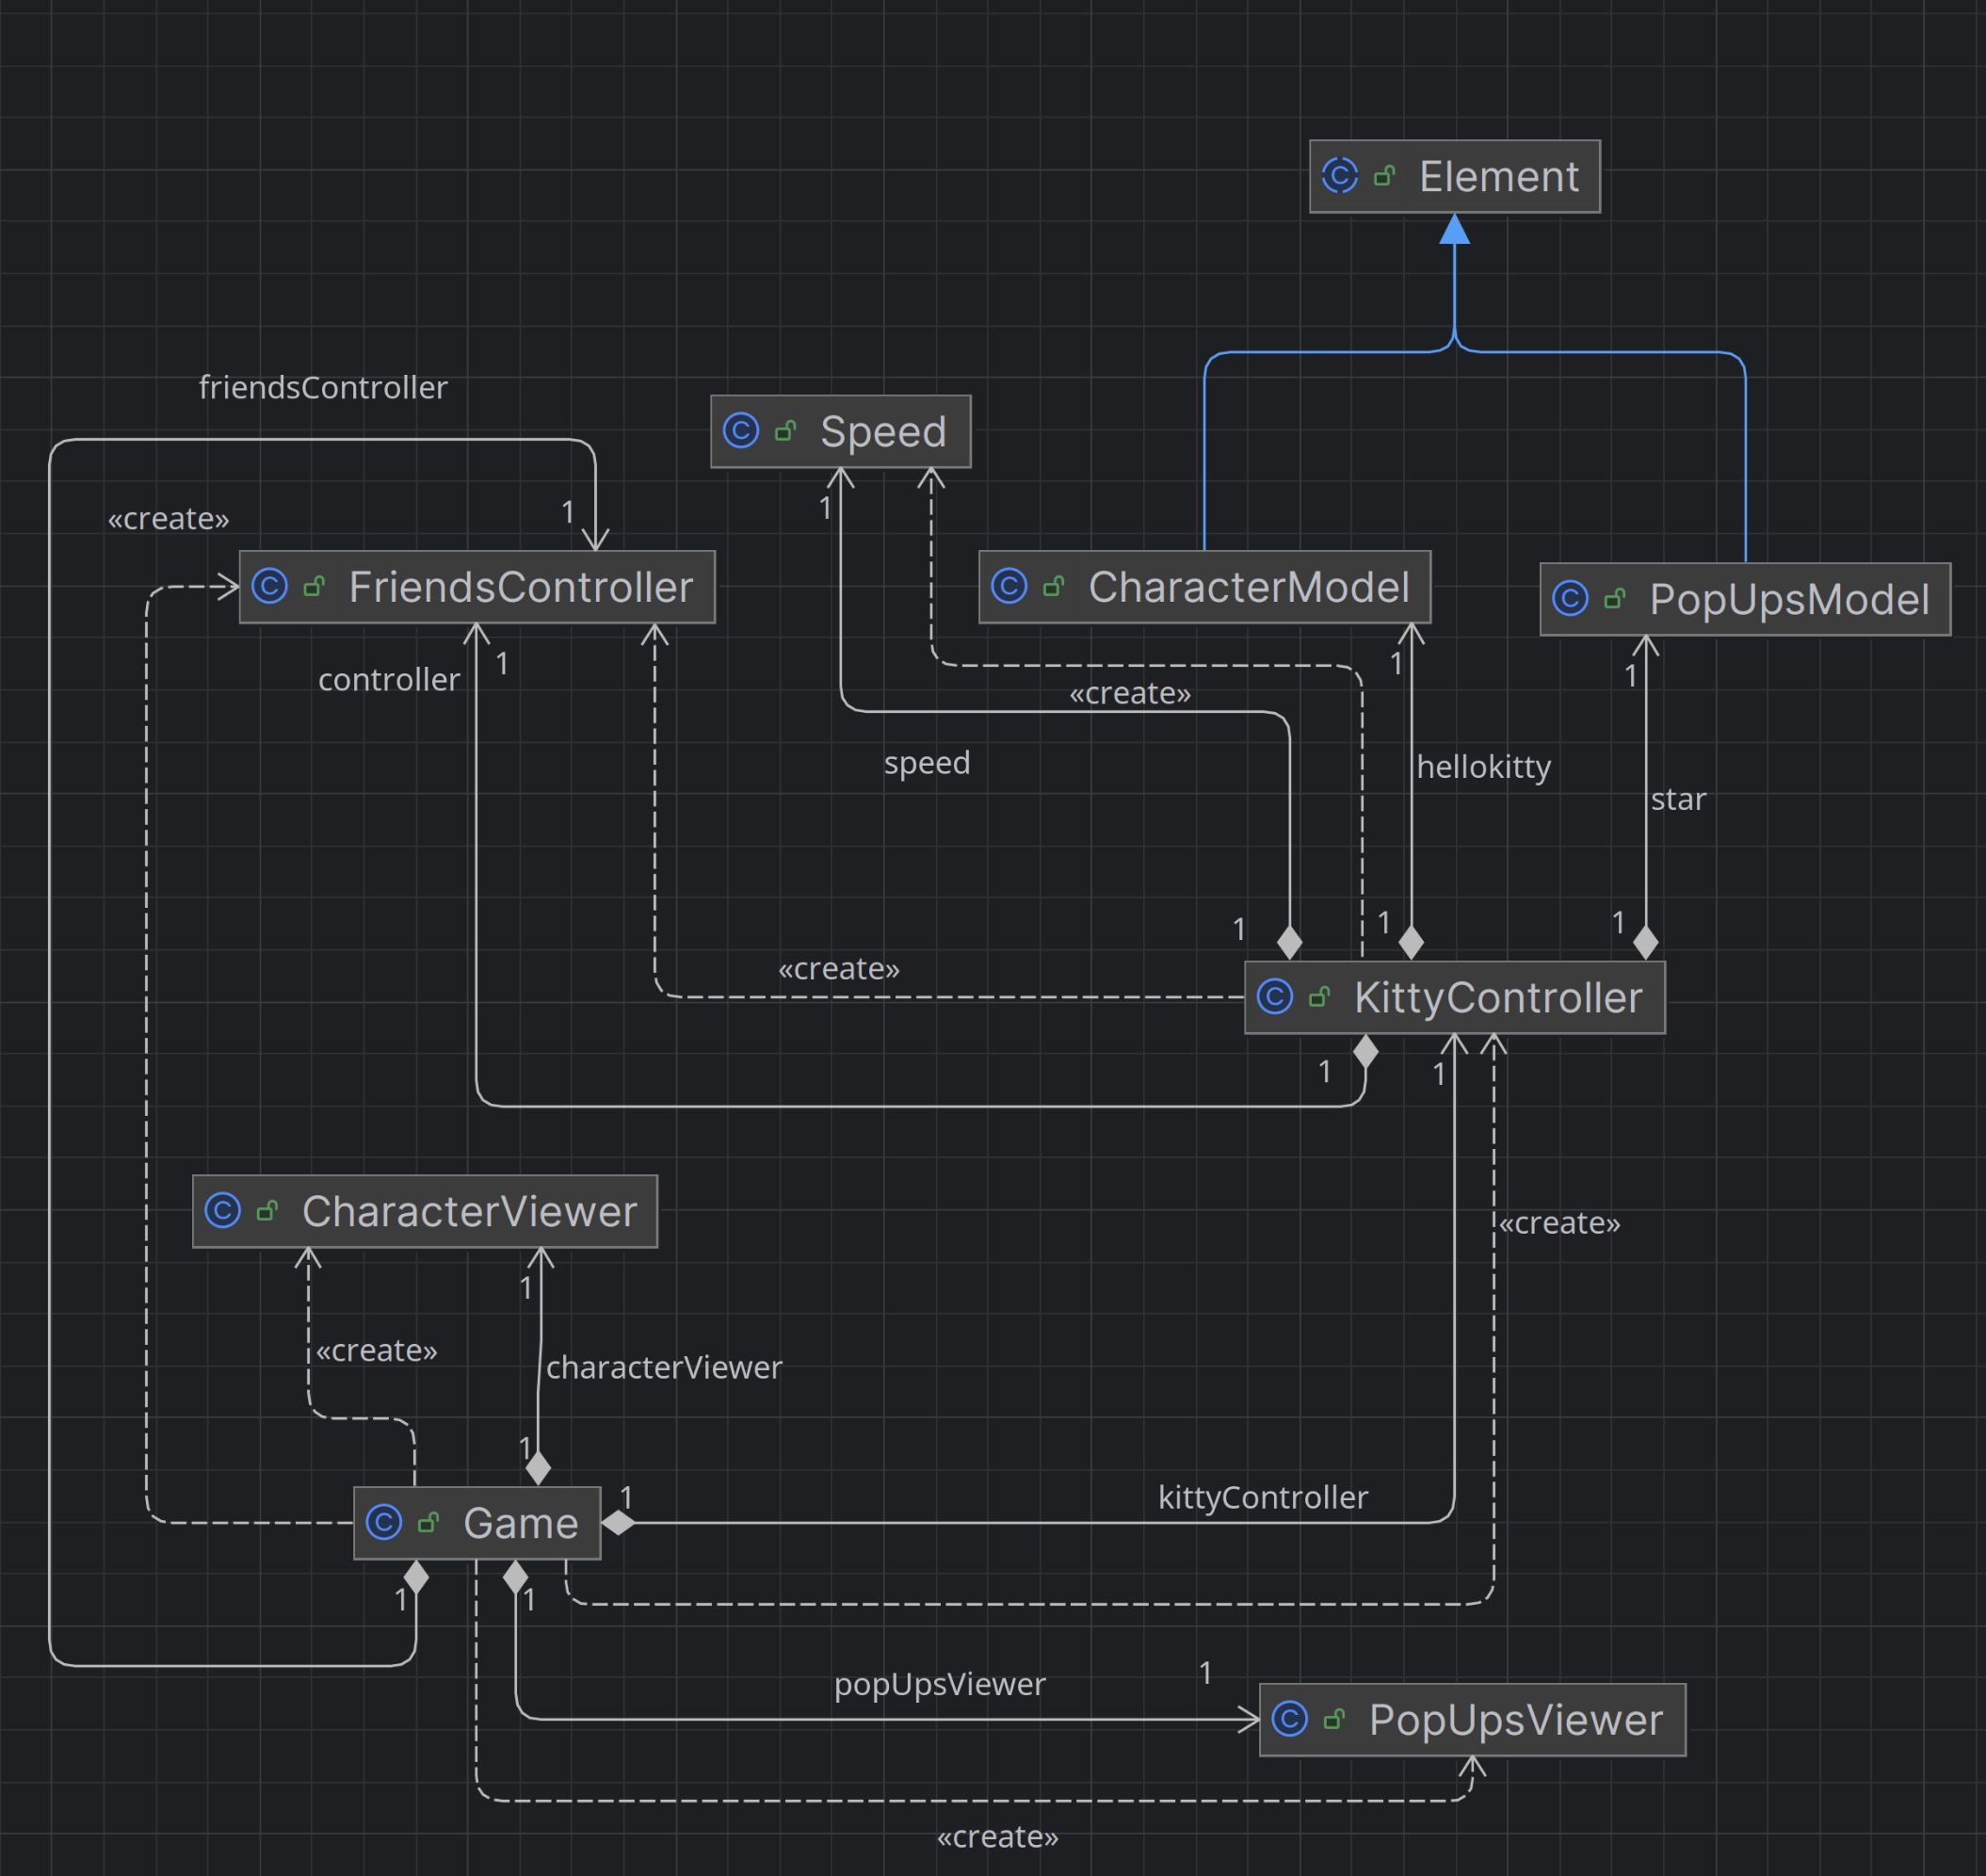 Element
friendsController
Speed
1
1
«create»
FriendsController
CharacterModel
PopUpsModel
controller
1
1
1
«create»
speed
hellokitty
star
1
1
1
«create»
KittyController
1
1
CharacterViewer
«create»
1
«create»
characterViewer
1
1
kittyController
Game
1
1
popUpsViewer
1
PopUpsViewer
«create»